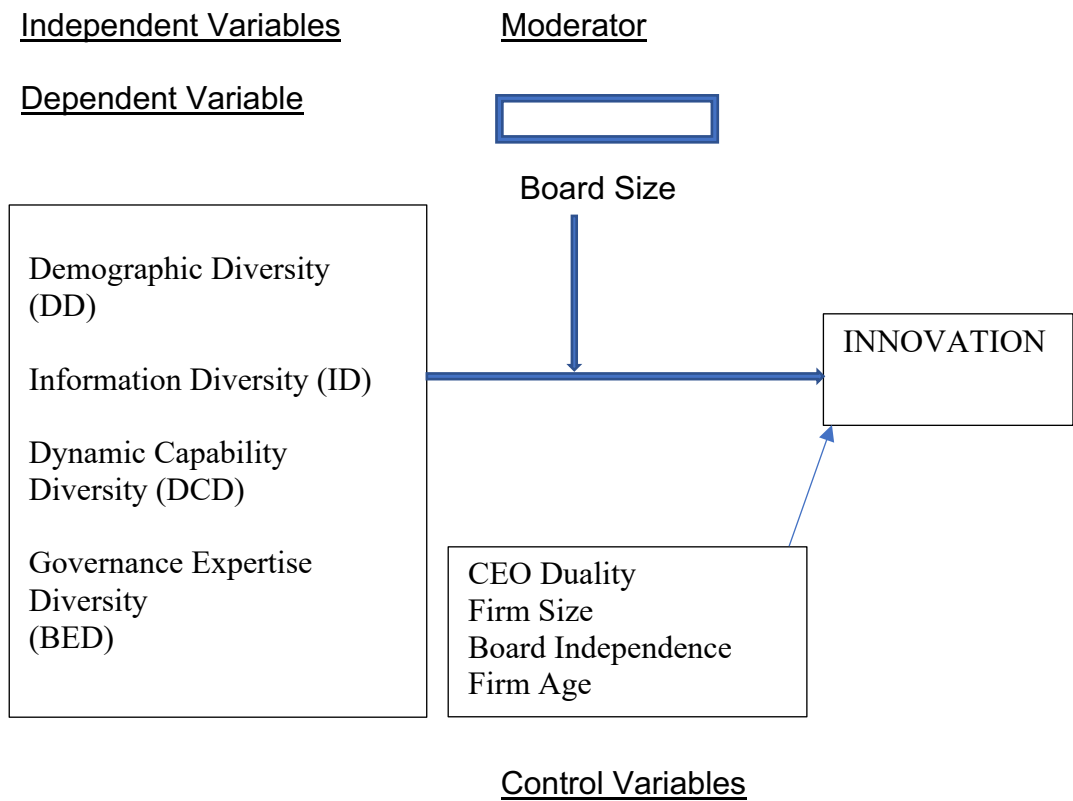 Independent Variables
Moderator
Dependent Variable
Board Size
Demographic Diversity
(DD)
Information Diversity (ID)
Dynamic Capability
Diversity (DCD)
Governance Expertise
Diversity
(BED)
INNOVATION
CEO Duality
Firm Size
Board Independence
Firm Age
Control Variables